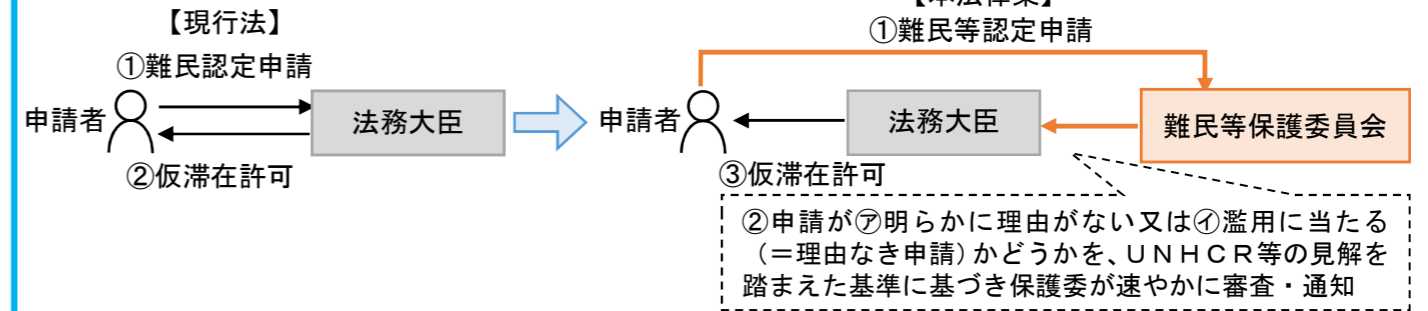 【現行法】
①難民認定申請
申請者
法務大臣
②仮滞在許可
①難民等認定申請
申請者
法務大臣
難民等保護委員会
③仮滞在許可
②申請が㋐明らかに理由がない又は㋑濫用に当たる
（＝理由なき申請）かどうかを、ＵＮＨＣＲ等の見解を
踏まえた基準に基づき保護委が速やかに審査・通知